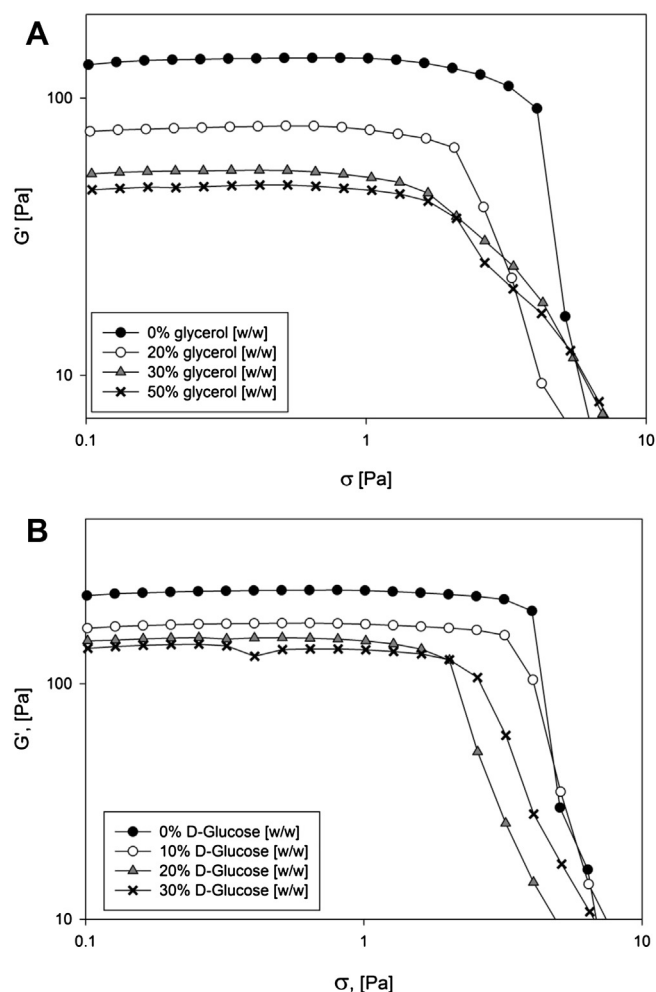 A
100
10
G' [Pa]
0% glycerol [w/w]
20% glycerol [w/w]
30% glycerol [w/w]
50% glycerol [w/w]
0.1 1 10
σ [Pa]
B
100
10
G', [Pa]
0% D-Glucose [w/w]
10% D-Glucose [w/w]
20% D-Glucose [w/w]
30% D-Glucose [w/w]
0.1 1 10
σ, [Pa]